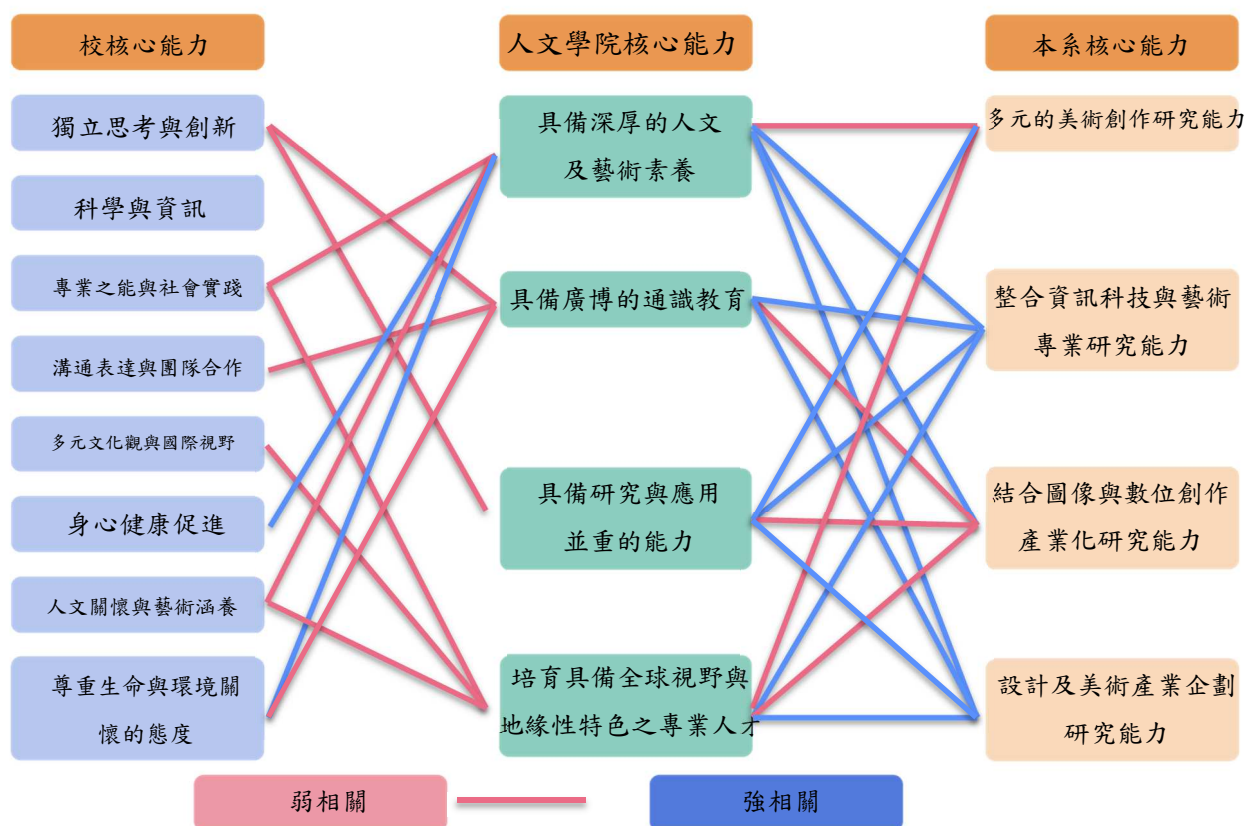 校核心能力
獨立思考與創新
科學與資訊
專業之能與社會實踐
溝通表達與團隊合作
多元文化觀與國際視野
身心健康促進
人文關懷與藝術涵養
尊重生命與環境關
懷的態度
人文學院核心能力
具備深厚的人文
及藝術素養
具備廣博的通識教育
具備研究與應用
並重的能力
培育具備全球視野與
地緣性特色之專業人才
本系核心能力
多元的美術創作研究能力
整合資訊科技與藝術
專業研究能力
結合圖像與數位創作
產業化研究能力
設計及美術產業企劃
研究能力
弱相關
強相關